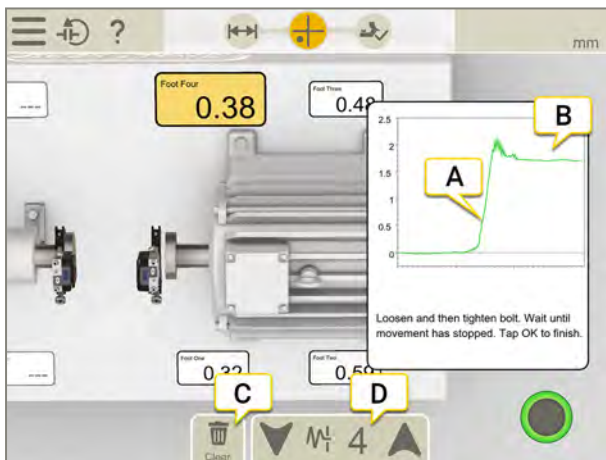 ?
mm
Foot Four
0.38
Foot Three
0.48
2.5
B
2
1.5
A
1
0.5
0
Loosen and then tighten bolt. Wait until
movement has stopped. Tap OK to finish.
Foot One
0.32
Foot Two
0.59
C
D
4
Clear